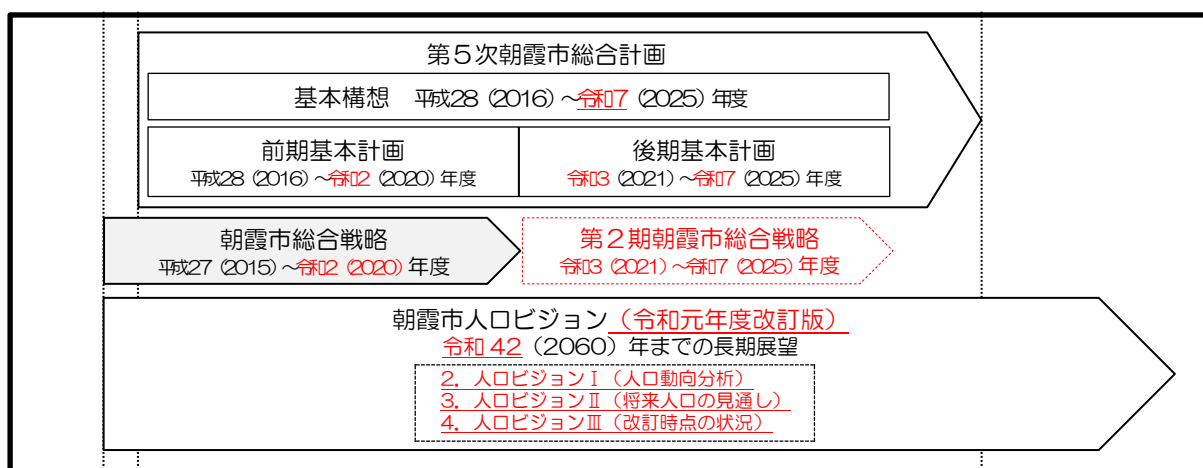 第５次朝霞市総合計画
基本構想　平成28（2016）～令和7（2025）年度
前期基本計画
平成28（2016）～令和2（2020）年度
後期基本計画
令和3（2021）～令和7（2025）年度
朝霞市総合戦略
平成27（2015）～令和2（2020）年度
第２期朝霞市総合戦略
令和3（2021）～令和7（2025）年度
朝霞市人口ビジョン（令和元年度改訂版）
令和 42（2060）年までの長期展望
2．人口ビジョンⅠ（人口動向分析）
3．人口ビジョンⅡ（将来人口の見通し）
4．人口ビジョンⅢ（改訂時点の状況）